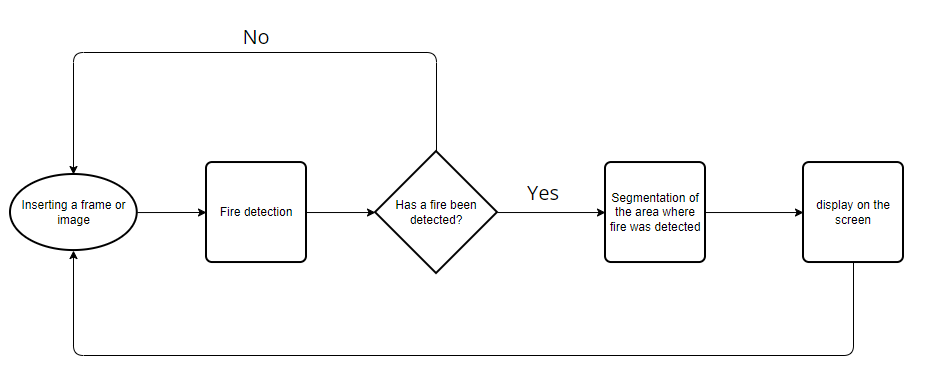 No
Inserting a frame or
image
Fire detection
Has a fire been
detected?
Yes
Segmentation of
the area where
fire was detected
display on the
screen